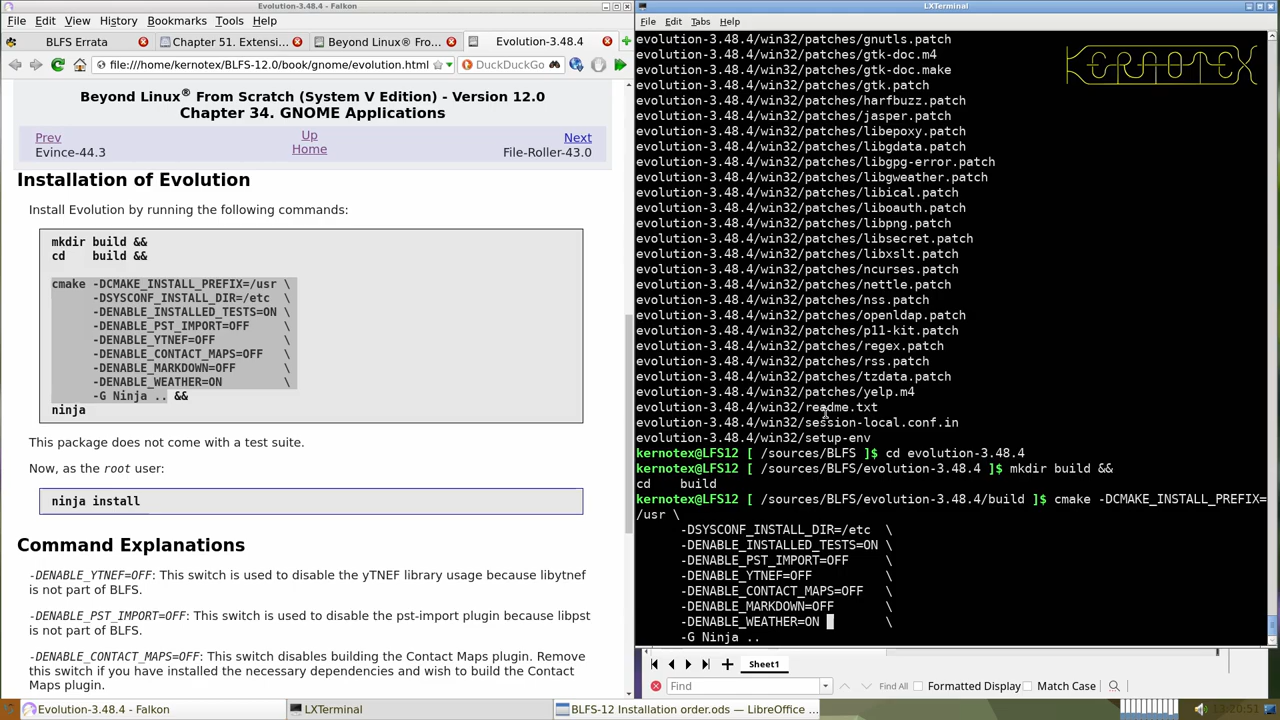 Evolution-3.48.4 - Falkon
File Edit View History Bookmarks Tools Help
BLFS Errata
Chapter 51. Extensi...
Beyond Linux® Fro...
Evolution-3.48.4
file:///home/kernotex/BLFS-12.0/book/gnome/evolution.html
DuckDuckGo
Beyond Linux® From Scratch (System V Edition) - Version 12.0
Chapter 34. GNOME Applications
Prev Up Next
Evince-44.3 Home File-Roller-43.0
Installation of Evolution
Install Evolution by running the following commands:
mkdir build &&
cd    build &&
cmake -DCMAKE_INSTALL_PREFIX=/usr \
-DSYSCONF_INSTALL_DIR=/etc  \
-DENABLE_INSTALLED_TESTS=ON \
-DENABLE_PST_IMPORT=OFF     \
-DENABLE_YTNEF=OFF          \
-DENABLE_CONTACT_MAPS=OFF   \
-DENABLE_MARKDOWN=OFF       \
-DENABLE_WEATHER=ON         \
-G Ninja .. &&
ninja
This package does not come with a test suite.
Now, as the root user:
ninja install
Command Explanations
-DENABLE_YTNEF=OFF: This switch is used to disable the yTNEF library usage because libytnef
is not part of BLFS.
-DENABLE_PST_IMPORT=OFF: This switch is used to disable the pst-import plugin because libpst
is not part of BLFS.
-DENABLE_CONTACT_MAPS=OFF: This switch disables building the Contact Maps plugin. Remove
this switch if you have installed the necessary dependencies and wish to build the Contact
Maps plugin.
LXTerminal
File Edit Tabs Help
KERNOTEX
evolution-3.48.4/win32/patches/gnutls.patch
evolution-3.48.4/win32/patches/gtk-doc.m4
evolution-3.48.4/win32/patches/gtk-doc.make
evolution-3.48.4/win32/patches/gtk.patch
evolution-3.48.4/win32/patches/harfbuzz.patch
evolution-3.48.4/win32/patches/jasper.patch
evolution-3.48.4/win32/patches/libepoxy.patch
evolution-3.48.4/win32/patches/libgdata.patch
evolution-3.48.4/win32/patches/libgpg-error.patch
evolution-3.48.4/win32/patches/libgweather.patch
evolution-3.48.4/win32/patches/libical.patch
evolution-3.48.4/win32/patches/liboauth.patch
evolution-3.48.4/win32/patches/libpng.patch
evolution-3.48.4/win32/patches/libsecret.patch
evolution-3.48.4/win32/patches/libxslt.patch
evolution-3.48.4/win32/patches/ncurses.patch
evolution-3.48.4/win32/patches/nettle.patch
evolution-3.48.4/win32/patches/nss.patch
evolution-3.48.4/win32/patches/openldap.patch
evolution-3.48.4/win32/patches/p11-kit.patch
evolution-3.48.4/win32/patches/regex.patch
evolution-3.48.4/win32/patches/rss.patch
evolution-3.48.4/win32/patches/tzdata.patch
evolution-3.48.4/win32/patches/yelp.m4
evolution-3.48.4/win32/readme.txt
evolution-3.48.4/win32/session-local.conf.in
evolution-3.48.4/win32/setup-env
kernotex@LFS12 [ /sources/BLFS ]$ cd evolution-3.48.4
kernotex@LFS12 [ /sources/BLFS/evolution-3.48.4 ]$ mkdir build &&
cd    build
kernotex@LFS12 [ /sources/BLFS/evolution-3.48.4/build ]$ cmake -DCMAKE_INSTALL_PREFIX=
/usr \
-DSYSCONF_INSTALL_DIR=/etc  \
-DENABLE_INSTALLED_TESTS=ON \
-DENABLE_PST_IMPORT=OFF     \
-DENABLE_YTNEF=OFF          \
-DENABLE_CONTACT_MAPS=OFF   \
-DENABLE_MARKDOWN=OFF       \
-DENABLE_WEATHER=ON         \
-G Ninja ..
Sheet1
Find Find All Formatted Display Match Case
Evolution-3.48.4 - Falkon
LXTerminal
BLFS-12 Installation order.ods — LibreOffice ...
13:20:51